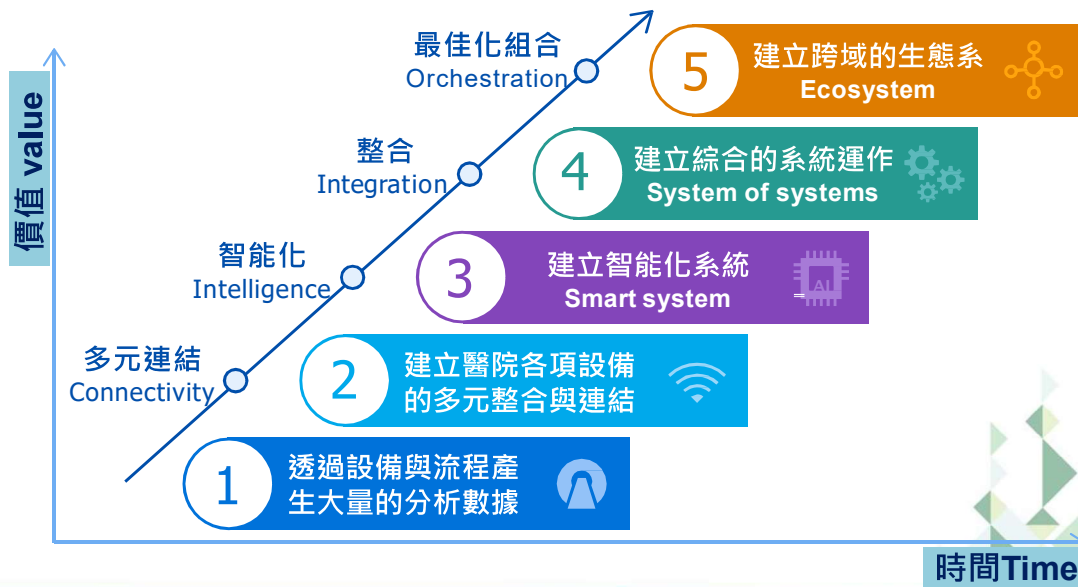 最佳化組合
Orchestration
5
建立跨域的生態系
Ecosystem
整合
Integration
4
建立綜合的系統運作
System of systems
智能化
Intelligence
3
建立智能化系統
Smart system
AI
多元連結
Connectivity
2
建立醫院各項設備
的多元整合與連結
1
透過設備與流程產
生大量的分析數據
價值 value
時間Time